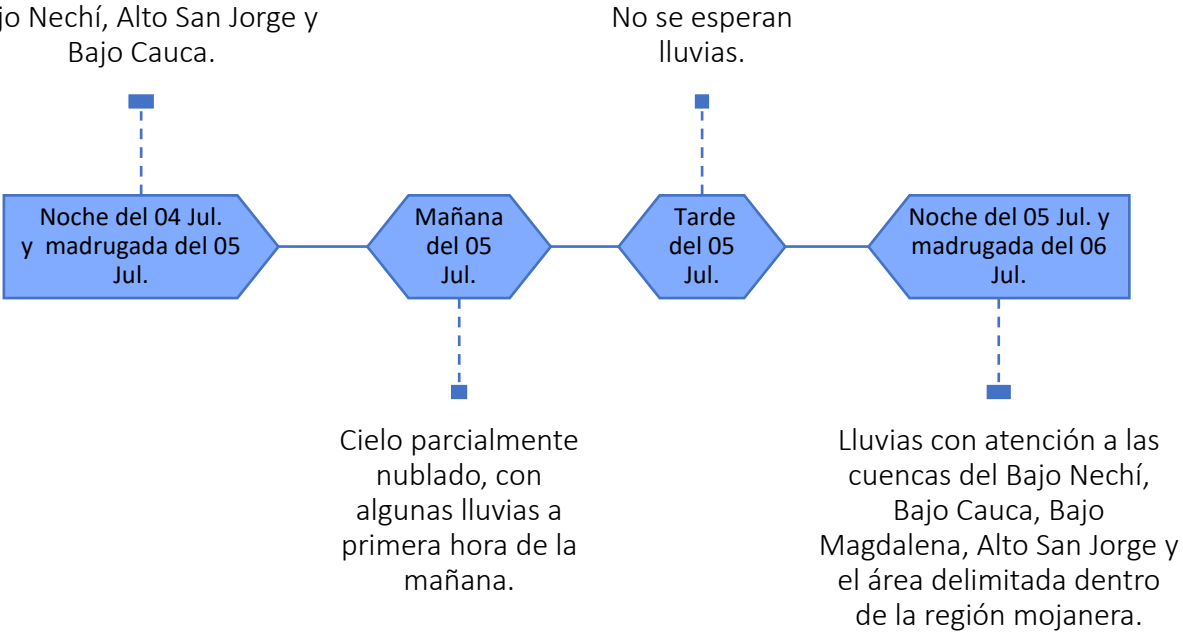 Nechí, Alto San Jorge y
Bajo Cauca.
No se esperan
lluvias.
Noche del 04 Jul.
y madrugada del 05
Jul.
Mañana
del 05
Jul.
Tarde
del 05
Jul.
Noche del 05 Jul. y
madrugada del 06
Jul.
Cielo parcialmente
nublado, con
algunas lluvias a
primera hora de la
mañana.
Lluvias con atención a las
cuencas del Bajo Nechí,
Bajo Cauca, Bajo
Magdalena, Alto San Jorge y
el área delimitada dentro
de la región mojanera.